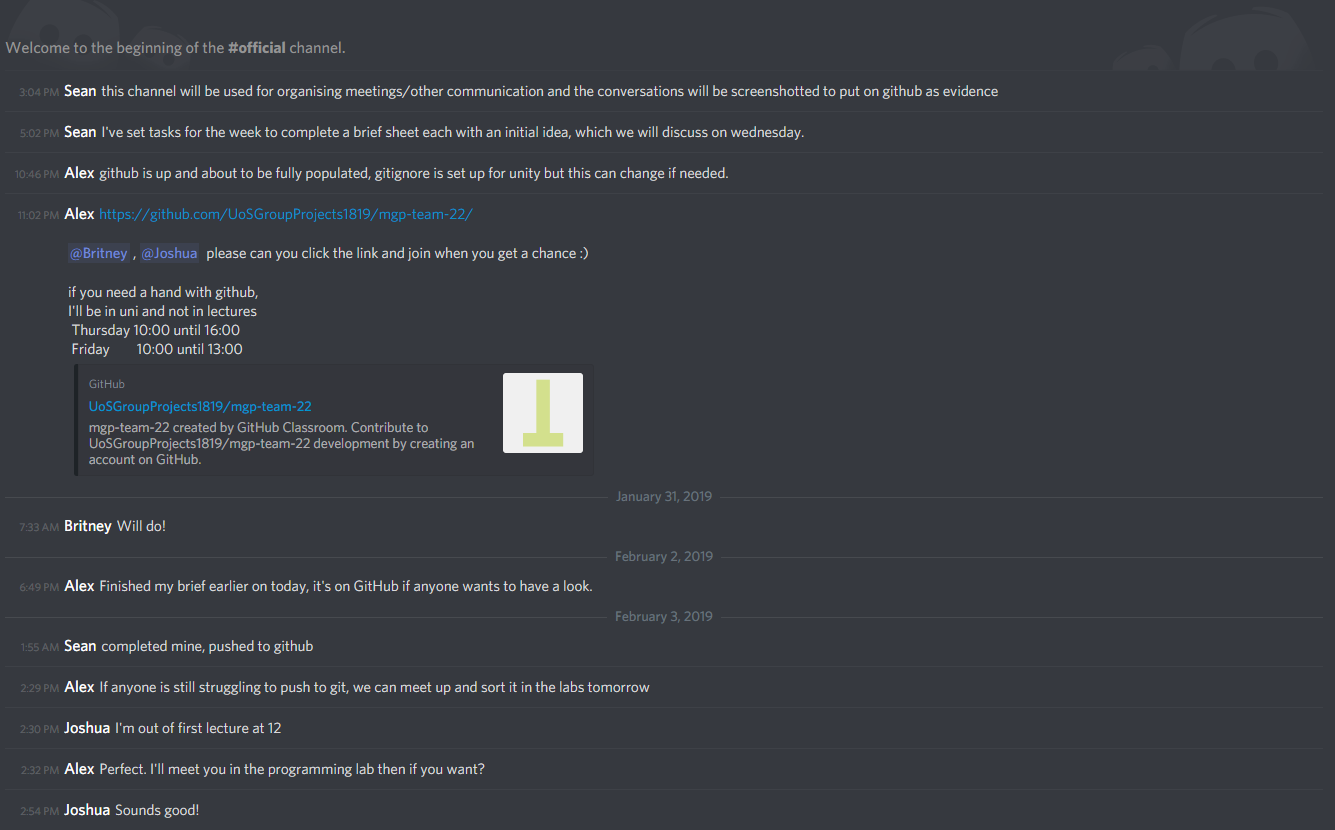 Welcome to the beginning of the #official channel.
3:04 PM Sean this channel will be used for organising meetings/other communication and the conversations will be screenshotted to put on github as evidence
5:02 PM Sean I've set tasks for the week to complete a brief sheet each with an initial idea, which we will discuss on wednesday.
10:46 PM Alex github is up and about to be fully populated, gitignore is set up for unity but this can change if needed.
11:02 PM Alex https://github.com/UoSGroupProjects1819/mgp-team-22/
@Britney , @Joshua please can you click the link and join when you get a chance :)
if you need a hand with github,
I'll be in uni and not in lectures
Thursday 10:00 until 16:00
Friday 10:00 until 13:00
GitHub
UoSGroupProjects1819/mgp-team-22
mgp-team-22 created by GitHub Classroom. Contribute to
UoSGroupProjects1819/mgp-team-22 development by creating an
account on GitHub.
January 31, 2019
7:33 AM Britney Will do!
February 2, 2019
6:49 PM Alex Finished my brief earlier on today, it's on GitHub if anyone wants to have a look.
February 3, 2019
1:55 AM Sean completed mine, pushed to github
2:29 PM Alex If anyone is still struggling to push to git, we can meet up and sort it in the labs tomorrow
2:30 PM Joshua I'm out of first lecture at 12
2:32 PM Alex Perfect. I'll meet you in the programming lab then if you want?
2:54 PM Joshua Sounds good!